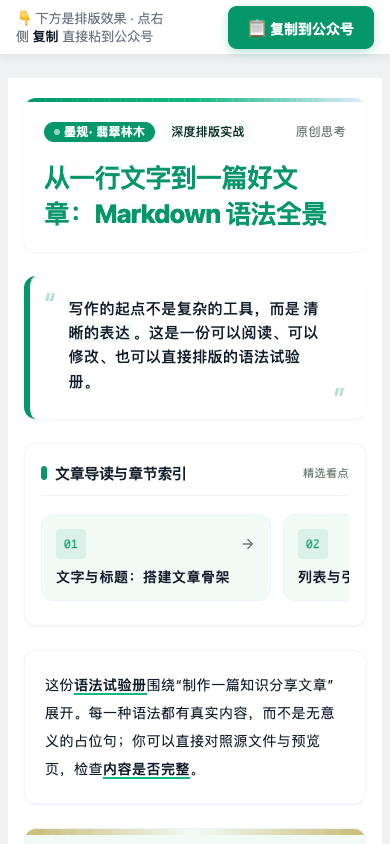 👇 下方是排版效果 · 点右
侧 复制 直接粘到公众号
📋 复制到公众号
墨规·翡翠林木
深度排版实战
原创思考
从一行文字到一篇好文
章：Markdown 语法全景
"
写作的起点不是复杂的工具，而是 清
晰的表达 。这是一份可以阅读、可以
修改、也可以直接排版的语法试验
册。
"
文章导读与章节索引
精选看点
01
→
02
文字与标题：搭建文章骨架
列表与引
这份语法试验册围绕“制作一篇知识分享文章”
展开。每一种语法都有真实内容，而不是无意
义的占位句；你可以直接对照源文件与预览
页，检查内容是否完整。